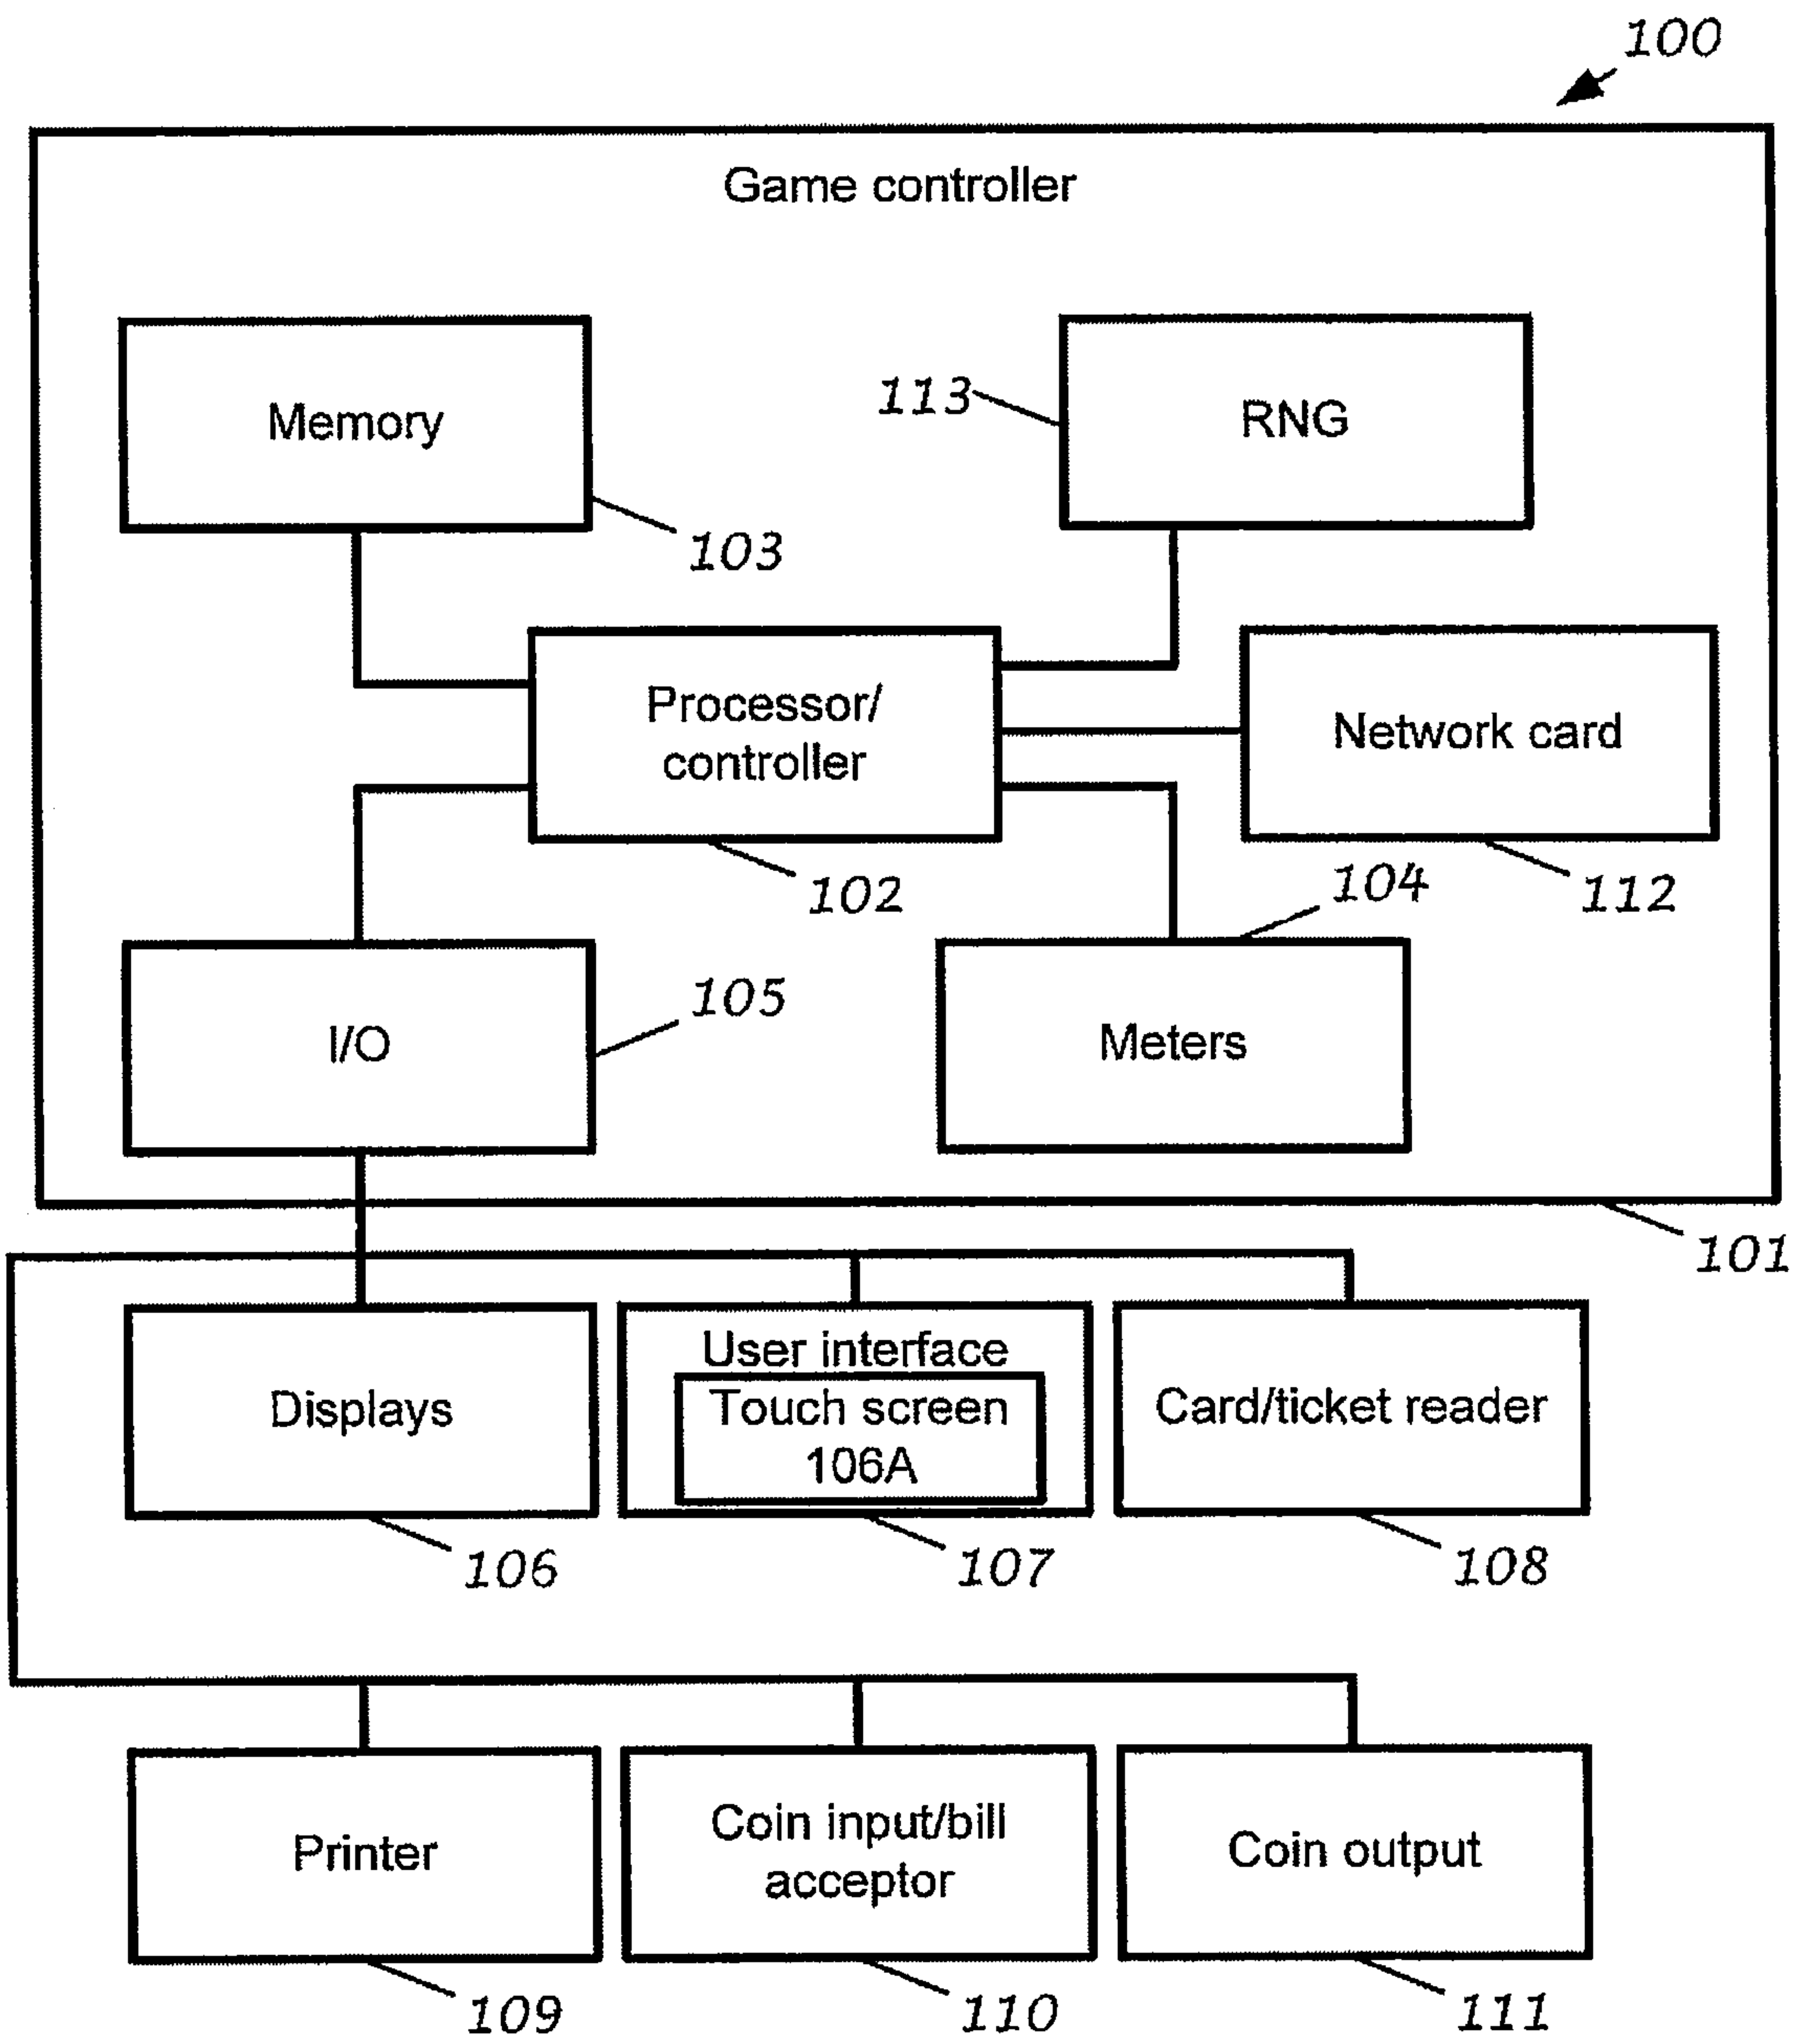 100
Game controller
Memory
113
RNG
103
Processor/
controller
Network card
102
104
112
I/O
105
Meters
101
Displays
User interface
Touch screen
106A
Card/ticket reader
106
107
108
Printer
Coin input/bill
acceptor
Coin output
109
110
111